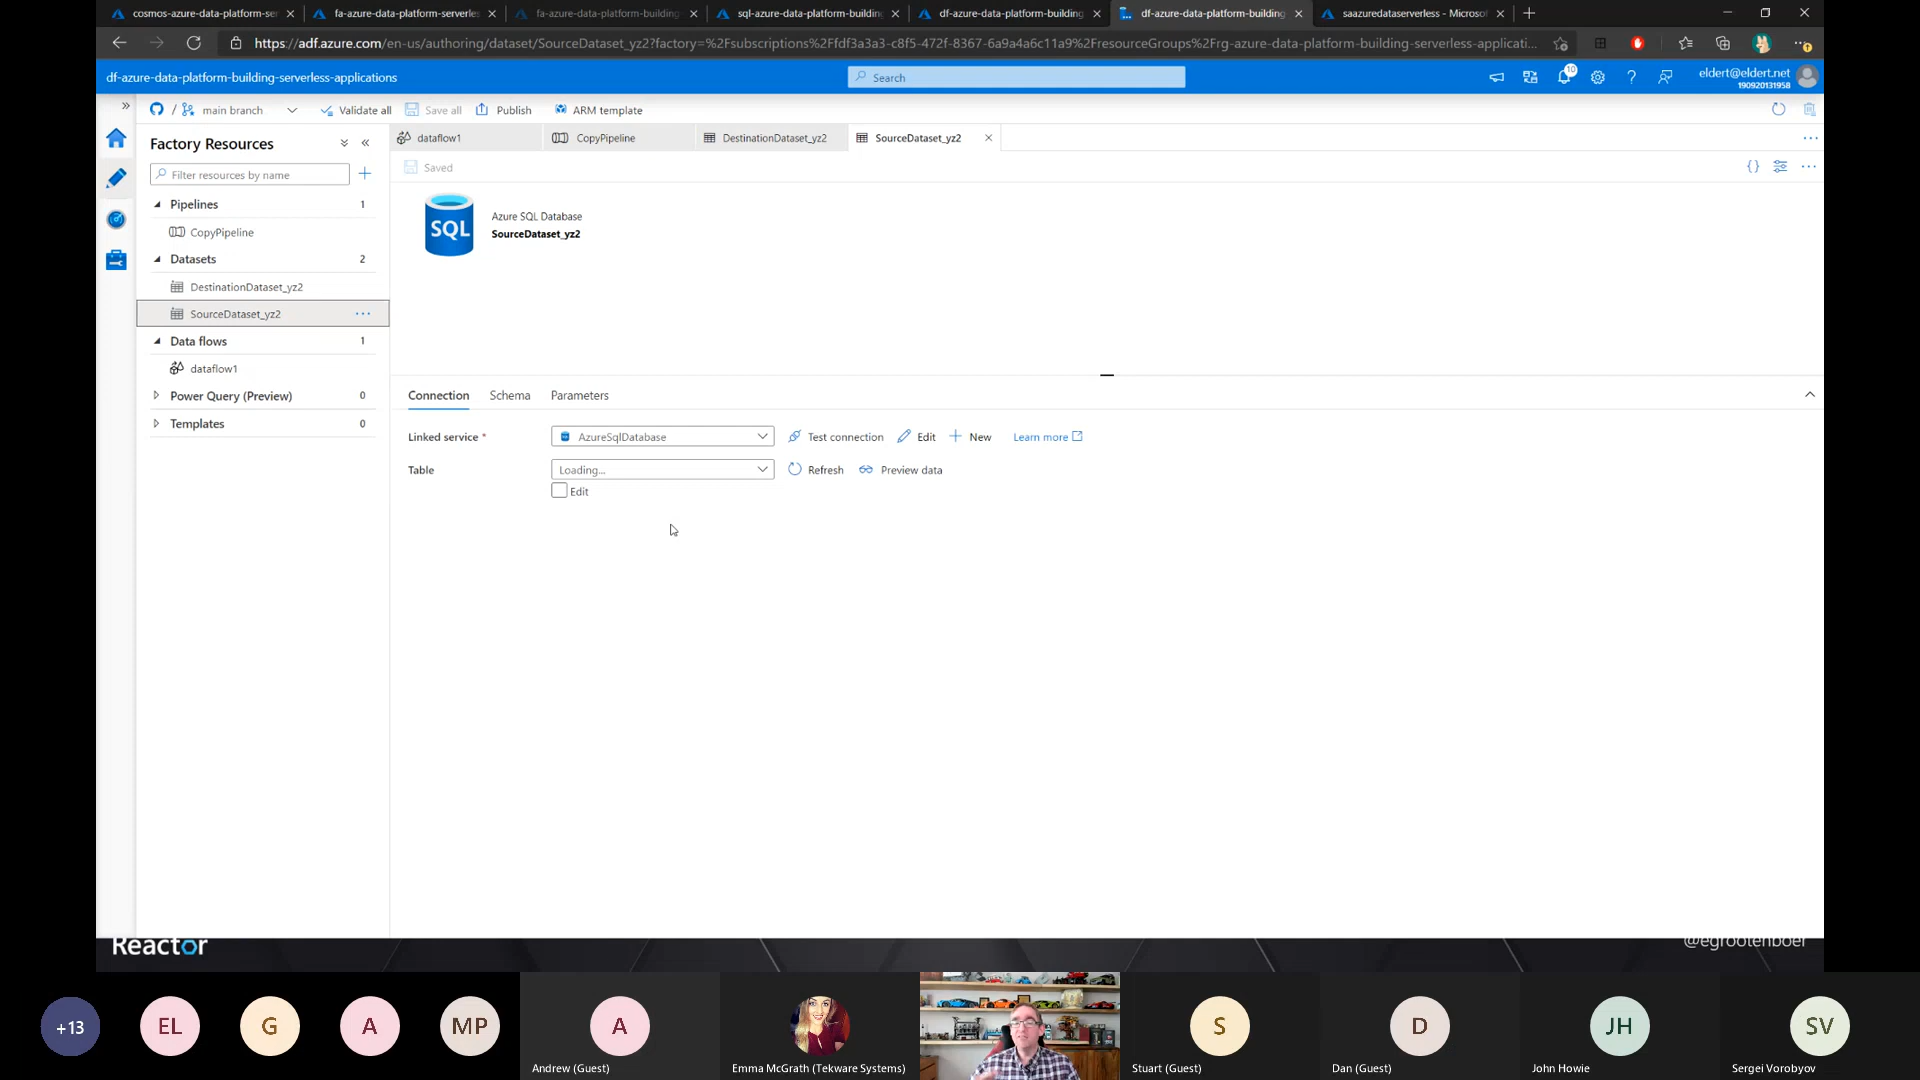 cosmos-azure-data-platform-ser
fa-azure-data-platform-serverles
fa-azure-data-platform-building
sql-azure-data-platform-building
df-azure-data-platform-building
df-azure-data-platform-building
saazuredataserverless - Microsof
https://adf.azure.com/en-us/authoring/dataset/SourceDataset_yz2?factory=%2Fsubscriptions%2Ffdf3a3a3-c8f5-472f-8367-6a9a4a6c11a9%2FresourceGroups%2Frg-azure-data-platform-building-serverless-applicati...
df-azure-data-platform-building-serverless-applications
Search
10
eldert@eldert.net
190920131958
/ main branch
Validate all
Save all
Publish
ARM template
Factory Resources
dataflow1
CopyPipeline
DestinationDataset_yz2
SourceDataset_yz2
Filter resources by name
Saved
Pipelines 1
CopyPipeline
Datasets 2
DestinationDataset_yz2
SourceDataset_yz2
Data flows 1
dataflow1
Power Query (Preview) 0
Templates 0
SQL
Azure SQL Database
SourceDataset_yz2
Connection
Schema
Parameters
Linked service *
AzureSqlDatabase
Test connection
Edit
New
Learn more
Table
Loading...
Refresh
Preview data
Edit
Reactor
@egrootenboer
+13
EL
G
A
MP
A
S
D
JH
SV
Andrew (Guest)
Emma McGrath (Tekware Systems)
Stuart (Guest)
Dan (Guest)
John Howie
Sergei Vorobyov